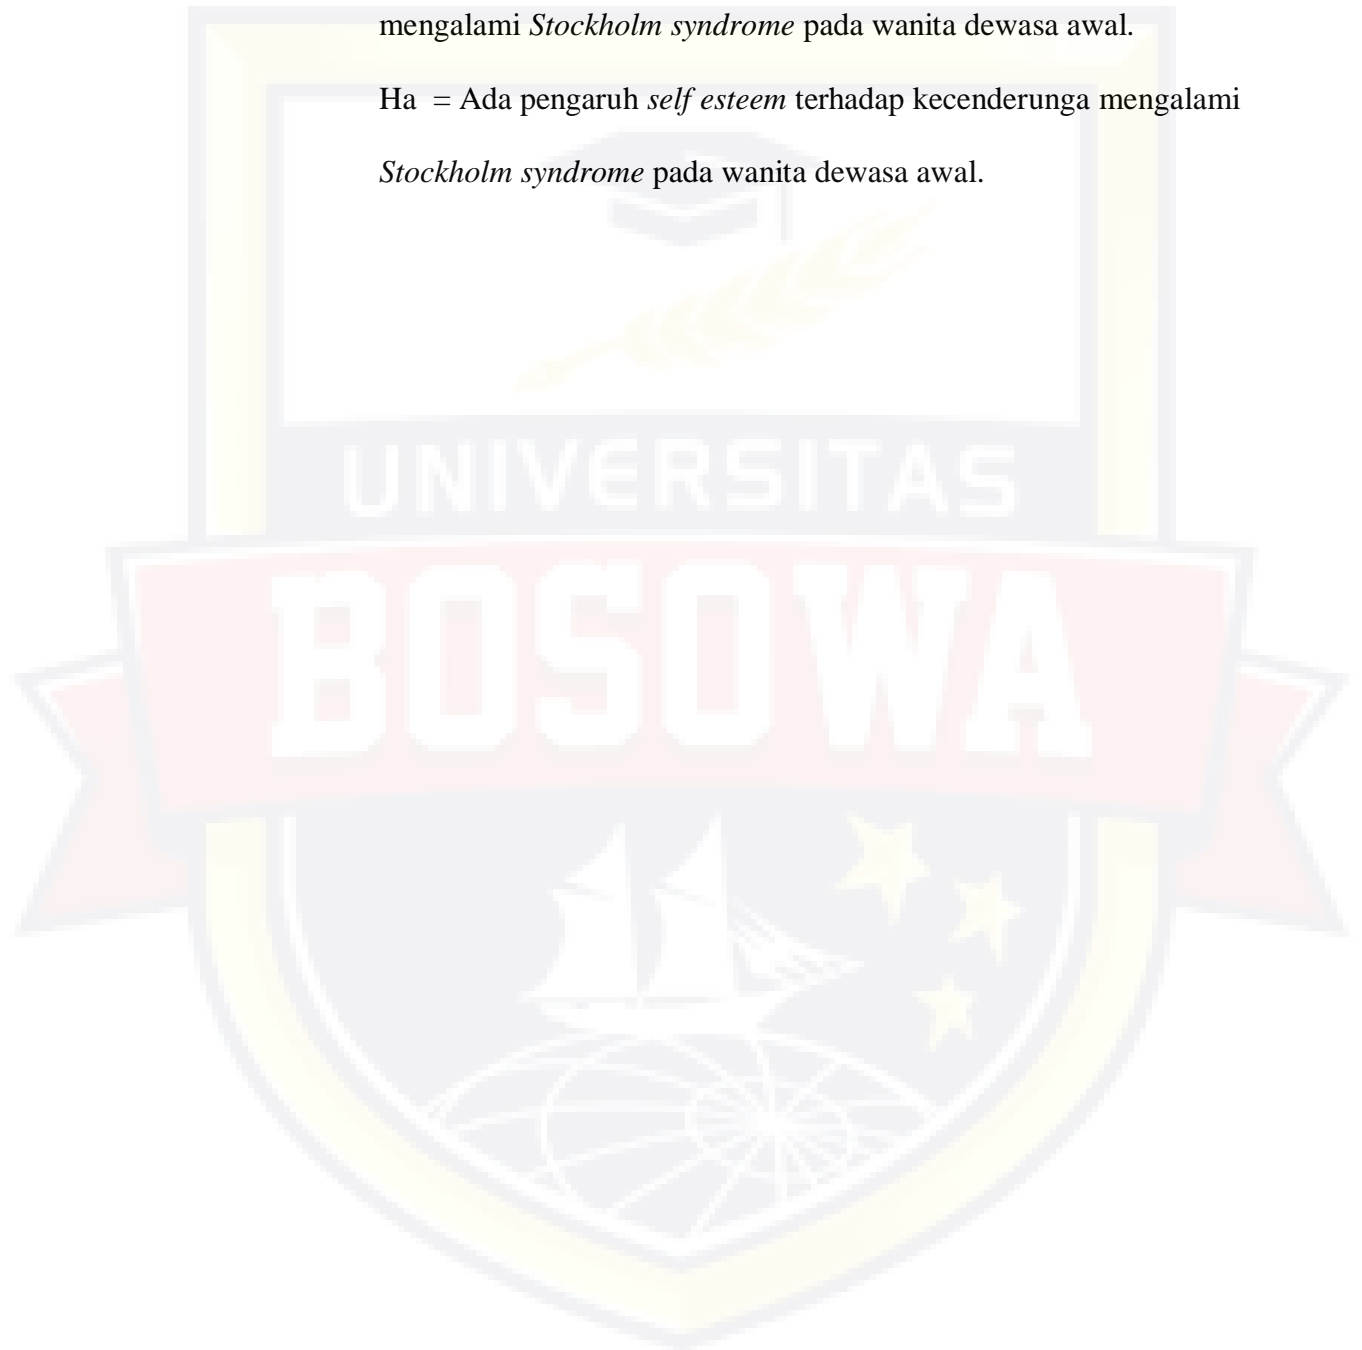 mengalami Stockholm syndrome pada wanita dewasa awal.
Ha = Ada pengaruh self esteem terhadap kecenderunga mengalami
Stockholm syndrome pada wanita dewasa awal.
UNIVERSITAS
BOSOWA